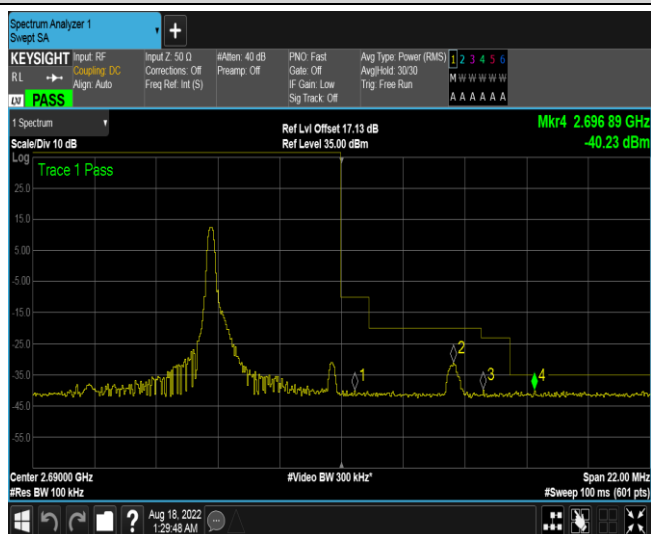 Spectrum Analyzer 1
Swept SA
+
KEYSIGHT
Input: RF
Input Z: 50 Ω
#Atten: 40 dB
PNO: Fast
Avg Type: Power (RMS)
1 2 3 4 5 6
R L
Coupling: DC
Corrections: Off
Preamp: Off
Gate: Off
Avg|Hold: 30/30
M W W W W W
Align: Auto
Freq Ref: Int (S)
IF Gain: Low
Trig: Free Run
Sig Track: Off
A A A A A A
LXI PASS
1 Spectrum
Ref Lvl Offset 17.13 dB
Mkr4 2.696 89 GHz
Scale/Div 10 dB
Ref Level 35.00 dBm
-40.23 dBm
Log
Trace 1 Pass
25.0
15.0
5.00
-5.00
-15.0
-25.0
-35.0
-45.0
-55.0
1
2
3
4
Center 2.69000 GHz
#Video BW 300 kHz*
Span 22.00 MHz
#Res BW 100 kHz
#Sweep 100 ms (601 pts)
?
Aug 18, 2022
1:29:48 AM